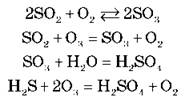 2SO₂ + O₂ ⇄ 2SO₃
SO₂ + O₃ = SO₃ + O₂
SO₃ + H₂O = H₂SO₄
H₂S + 2O₃ = H₂SO₄ + O₂